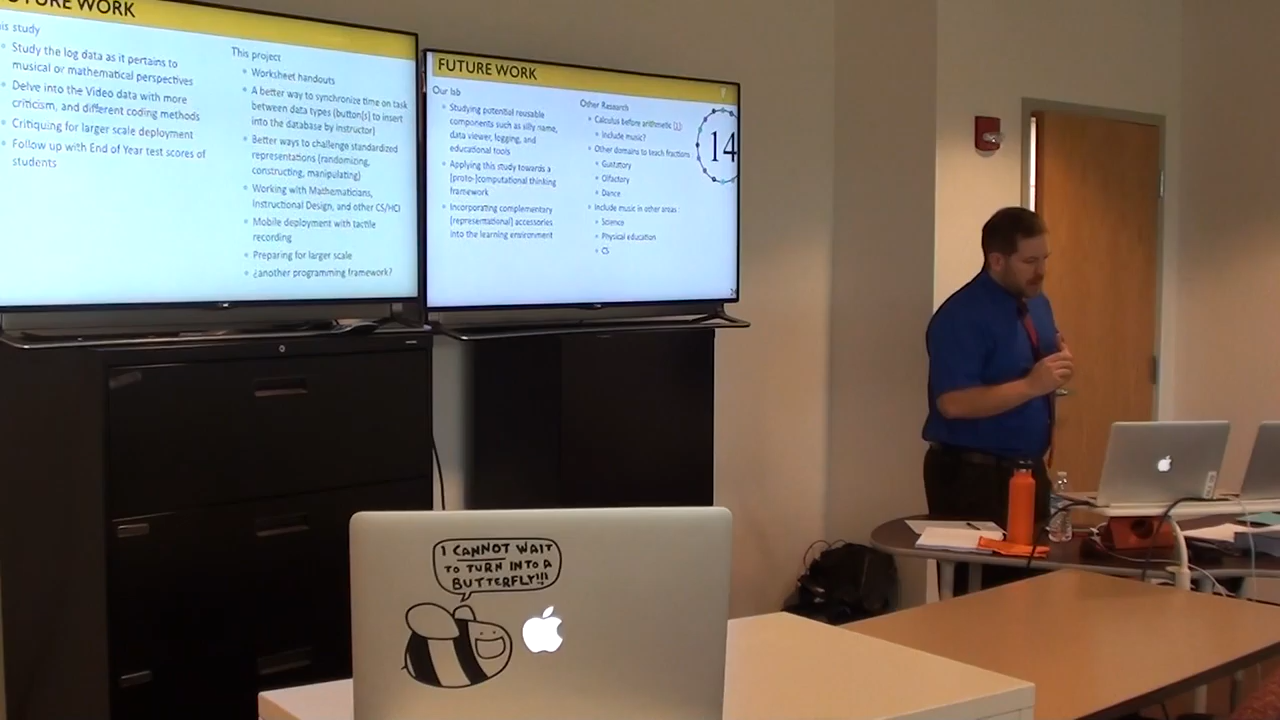 FUTURE WORK
his study
Study the log data as it pertains to
musical or mathematical perspectives
Delve into the Video data with more
criticism, and different coding methods
Critiquing for larger scale deployment
Follow up with End of Year test scores of
students
This project
Worksheet handouts
A better way to synchronize time on task
between data types (button(s) to insert
into the database by instructor)
Better ways to challenge standardized
representations (randomizing,
constructing, manipulating)
Working with Mathematicians,
Instructional Design, and other CS/HCI
Mobile deployment with tactile
recording
Preparing for larger scale
¿another programming framework?
FUTURE WORK
Our lab
Studying potential reusable
components such as silly name,
data viewer, logging, and
educational tools
Applying this study towards a
(proto-)computational thinking
framework
Incorporating complementary
(representational) accessories
into the learning environment
Other Research
Calculus before arithmetic
Include music?
Other domains to teach fractions
Gustatory
Olfactory
Dance
Include music in other areas :
Science
Physical education
CS
14
I CANNOT WAIT
TO TURN INTO A
BUTTERFLY!!!